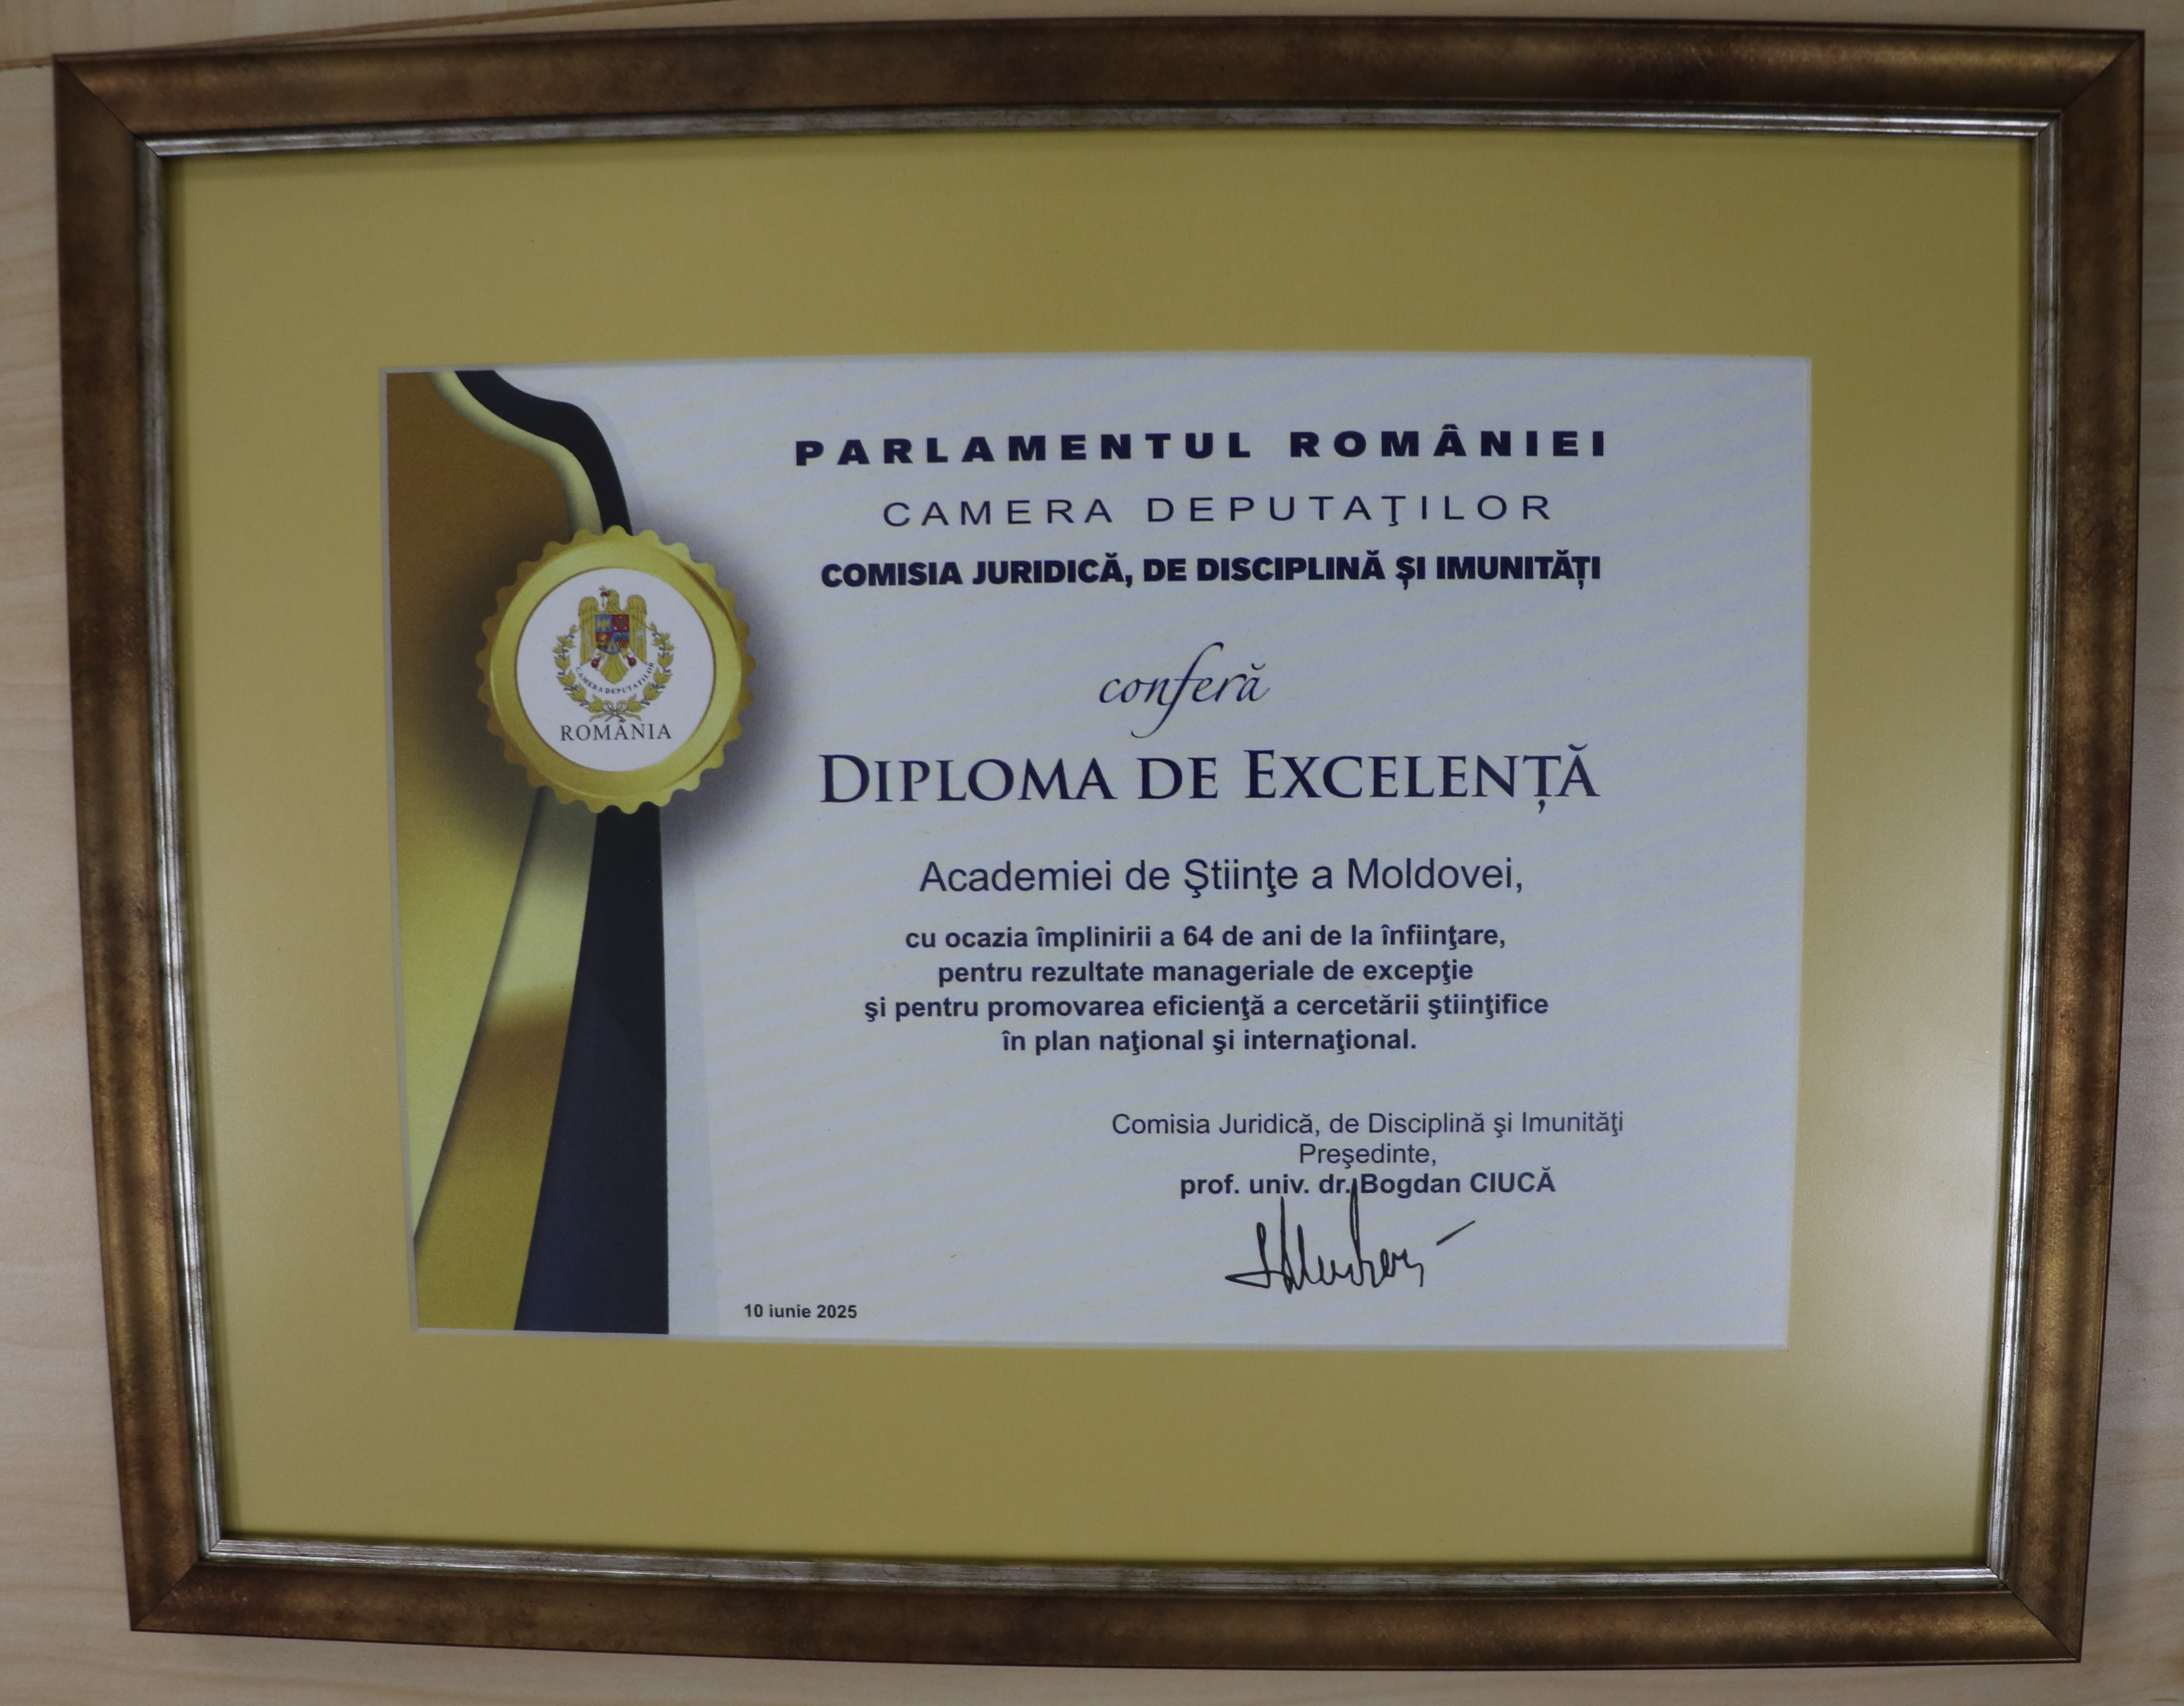 PARLAMENTUL ROMÂNIEI
CAMERA DEPUTAŢILOR
COMISIA JURIDICĂ, DE DISCIPLINĂ ȘI IMUNITĂȚI
CAMERA DEPUTAȚILOR
ROMÂNIA
conferă
DIPLOMA DE EXCELENȚĂ
Academiei de Ştiinţe a Moldovei,
cu ocazia împlinirii a 64 de ani de la înfiinţare,
pentru rezultate manageriale de excepţie
şi pentru promovarea eficienţă a cercetării ştiinţifice
în plan naţional şi internaţional.
Comisia Juridică, de Disciplină şi Imunităţi
Preşedinte,
prof. univ. dr. Bogdan CIUCĂ
10 iunie 2025